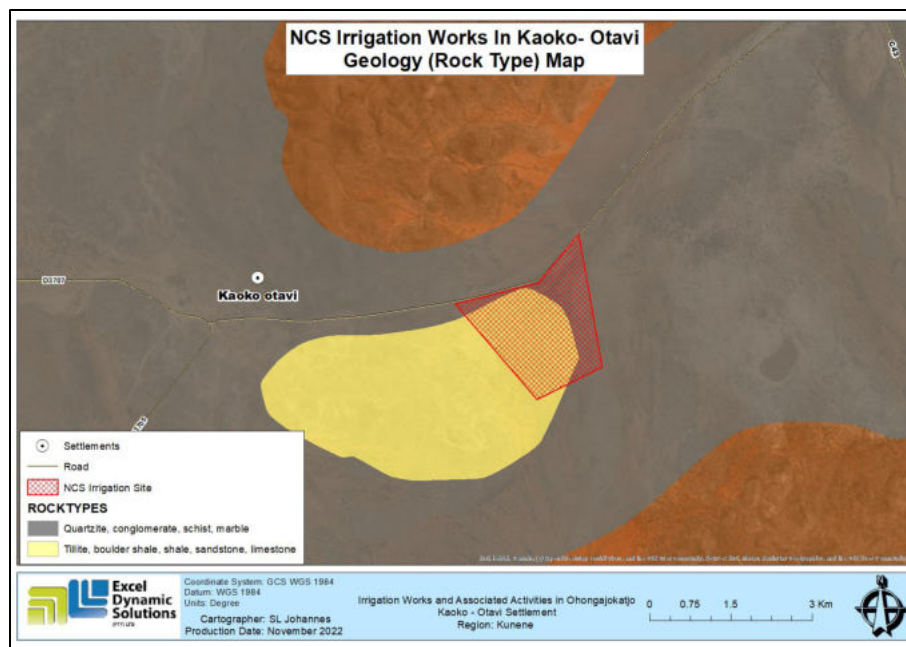 NCS Irrigation Works In Kaoko- Otavi
Geology (Rock Type) Map
D3707
Kaoko otavi
Settlements
Road
NCS Irrigation Site
ROCKTYPES
Quartzite, conglomerate, schist, marble
Tillite, boulder shale, shale, sandstone, limestone
Excel
Dynamic
Solutions
(PTY) LTD
Coordinate System: GCS WGS 1984
Datum: WGS 1984
Units: Degree
Cartographer: SL Johannes
Production Date: November 2022
Irrigation Works and Associated Activities in Ohongajokatjo
Kaoko - Otavi Settlement
Region: Kunene
0 0.75 1.5 3 Km